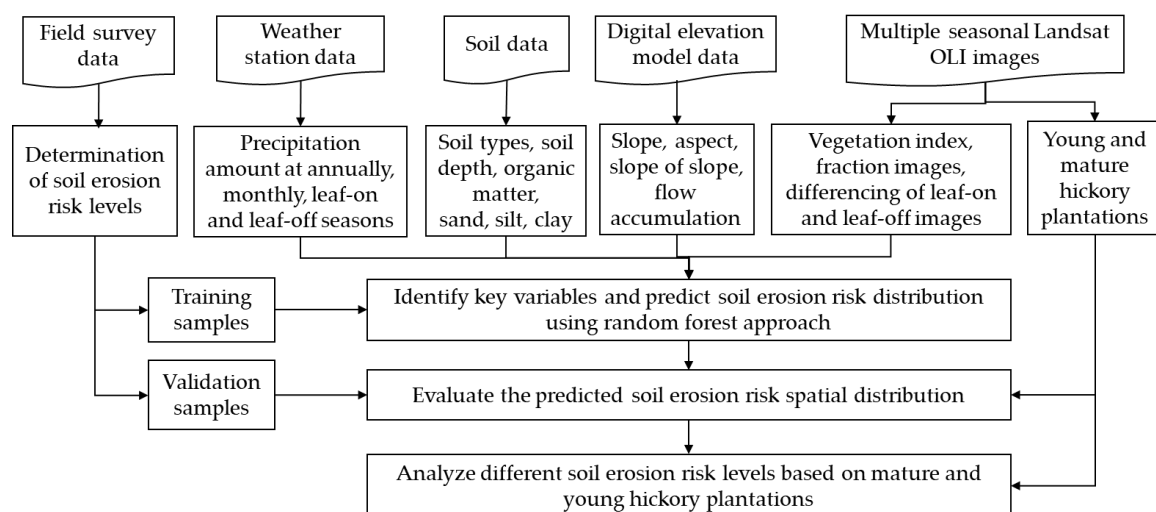 Field survey
data
Weather
station data
Soil data
Digital elevation
model data
Multiple seasonal Landsat
OLI images
Determination
of soil erosion
risk levels
Precipitation
amount at annually,
monthly, leaf-on
and leaf-off seasons
Soil types, soil
depth, organic
matter,
sand, silt, clay
Slope, aspect,
slope of slope,
flow
accumulation
Vegetation index,
fraction images,
differencing of leaf-on
and leaf-off images
Young and
mature
hickory
plantations
Training
samples
Identify key variables and predict soil erosion risk distribution
using random forest approach
Validation
samples
Evaluate the predicted soil erosion risk spatial distribution
Analyze different soil erosion risk levels based on mature and
young hickory plantations